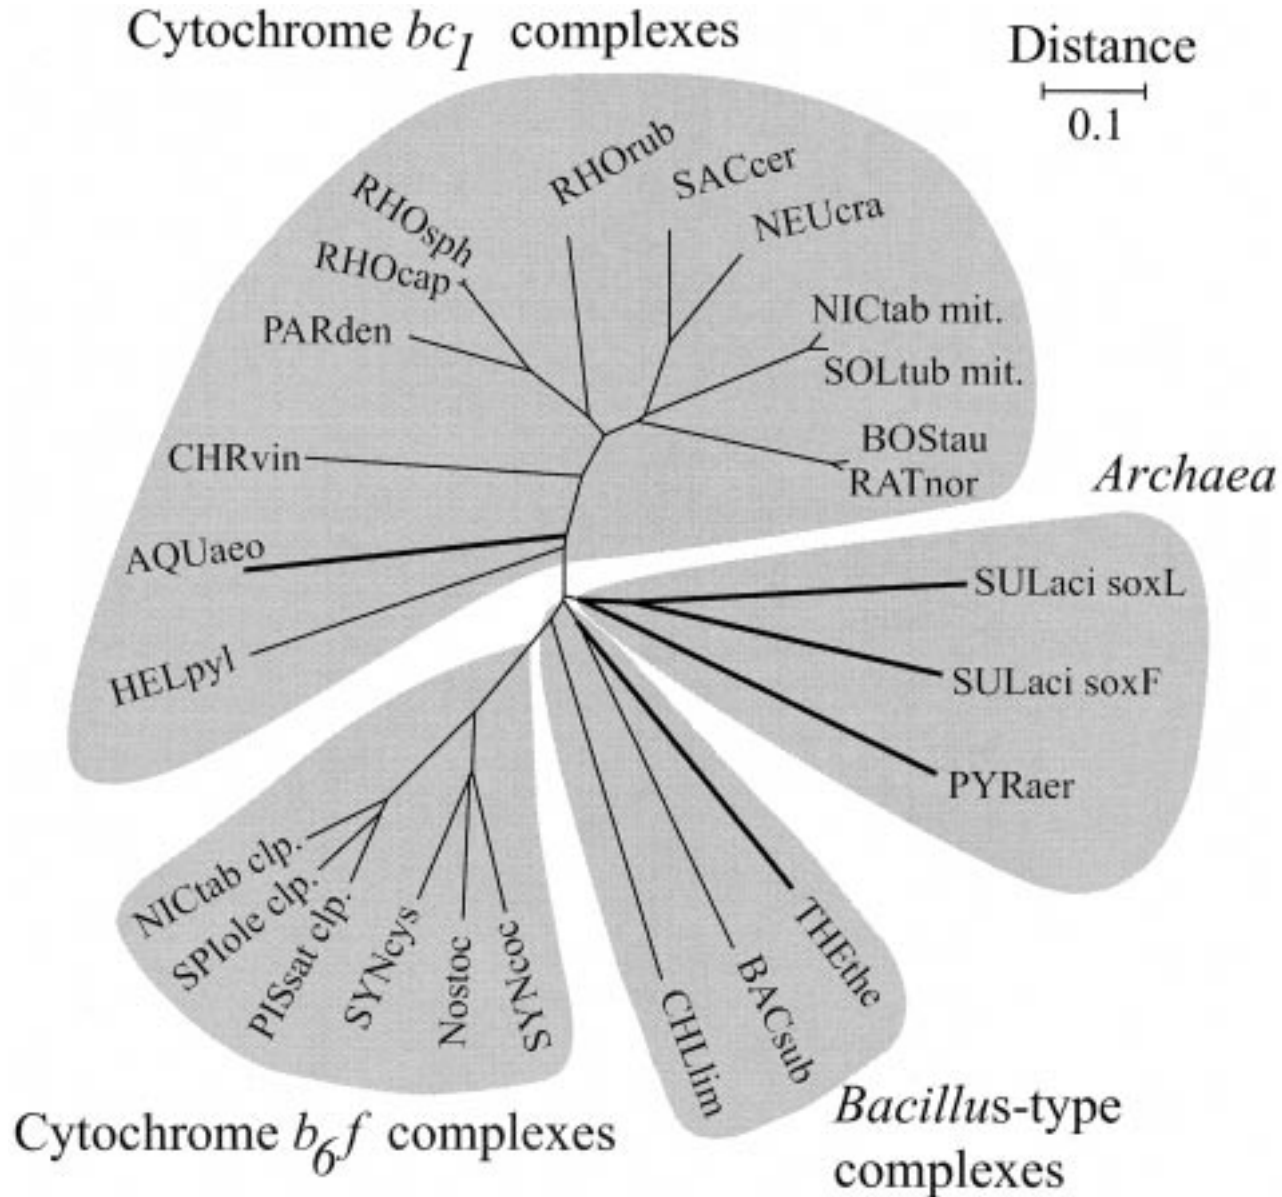 Cytochrome bc1 complexes
Distance
0.1
RHOrub
SACcer
RHOsph
NEUcra
RHOcap
NICtab mit.
PARden
SOLtub mit.
BOStau
CHRvin
RATnor
Archaea
AQUaeo
SULaci soxL
HELpyl
SULaci soxF
PYRaer
NICtab clp.
SPIole clp.
PISsat clp.
SYNcys
Nostoc
SYNcoc
THEthe
BACsub
CHLlim
Bacillus-type
complexes
Cytochrome b6f complexes